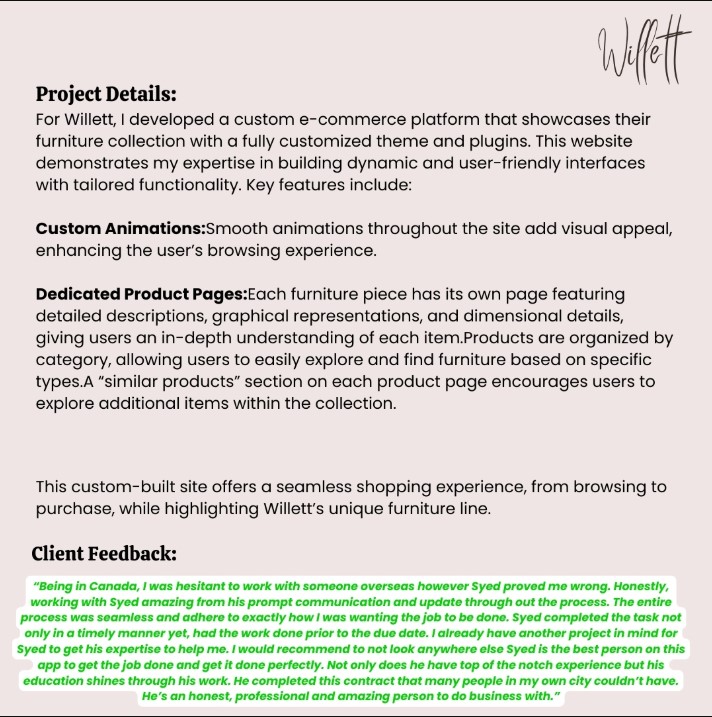 Willett
Project Details:
For Willett, I developed a custom e-commerce platform that showcases their
furniture collection with a fully customized theme and plugins. This website
demonstrates my expertise in building dynamic and user-friendly interfaces
with tailored functionality. Key features include:
Custom Animations:Smooth animations throughout the site add visual appeal,
enhancing the user's browsing experience.
Dedicated Product Pages:Each furniture piece has its own page featuring
detailed descriptions, graphical representations, and dimensional details,
giving users an in-depth understanding of each item.Products are organized by
category, allowing users to easily explore and find furniture based on specific
types.A “similar products” section on each product page encourages users to
explore additional items within the collection.
This custom-built site offers a seamless shopping experience, from browsing to
purchase, while highlighting Willett's unique furniture line.
Client Feedback:
“Being in Canada, I was hesitant to work with someone overseas however Syed proved me wrong. Honestly,
working with Syed amazing from his prompt communication and update through out the process. The entire
process was seamless and adhere to exactly how I was wanting the job to be done. Syed completed the task not
only in a timely manner yet, had the work done prior to the due date. I already have another project in mind for
Syed to get his expertise to help me. I would recommend to not look anywhere else Syed is the best person on this
app to get the job done and get it done perfectly. Not only does he have top of the notch experience but his
education shines through his work. He completed this contract that many people in my own city couldn't have.
He's an honest, professional and amazing person to do business with.”